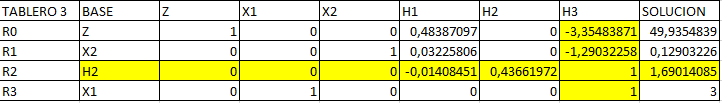 TABLERO 3 BASE Z X1 X2 H1 H2 H3 SOLUCION
R0 Z 1 0 0 0,48387097 0 -3,35483871 49,9354839
R1 X2 0 0 1 0,03225806 0 -1,29032258 0,12903226
R2 H2 0 0 0 -0,01408451 0,43661972 1 1,69014085
R3 X1 0 1 0 0 0 1 3